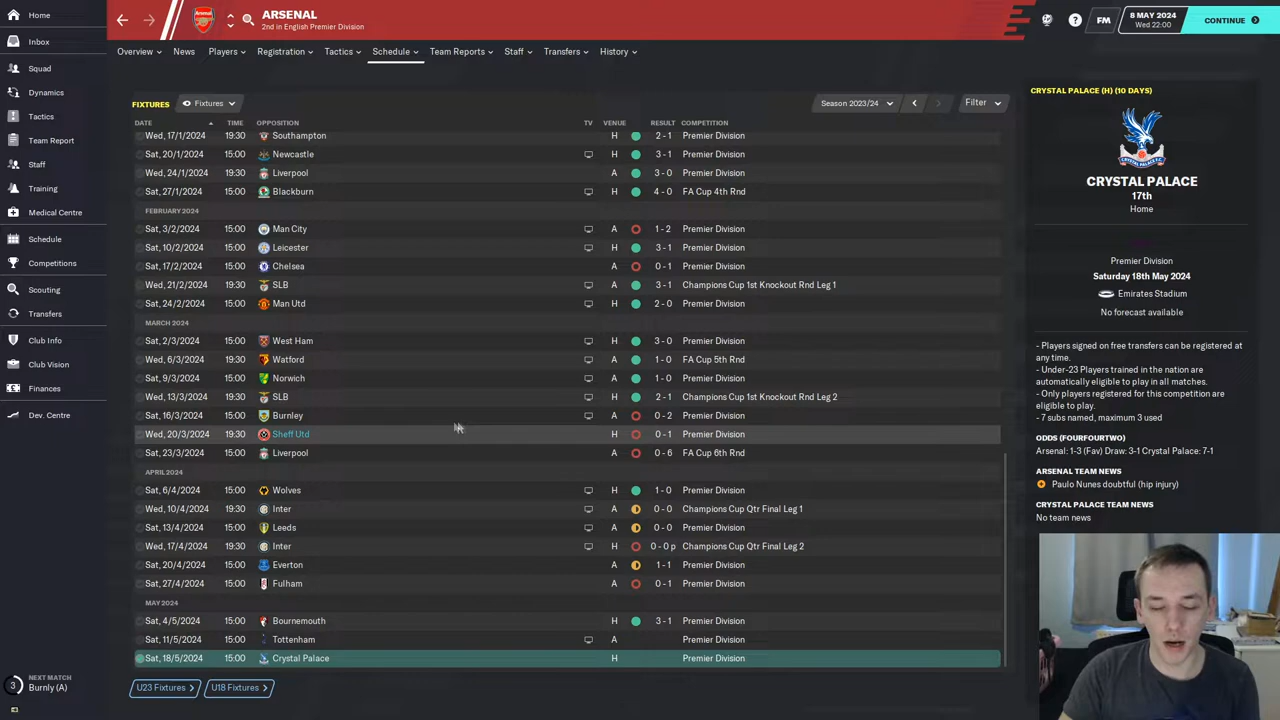 Home
ARSENAL
2nd in English Premier Division
FM
8 MAY 2024
Wed 22:00
CONTINUE
Inbox
Squad
Dynamics
Tactics
Team Report
Staff
Training
Medical Centre
Schedule
Competitions
Scouting
Transfers
Club Info
Club Vision
Finances
Dev. Centre
3
NEXT MATCH
Burnly (A)
Overview News Players Registration Tactics Schedule Team Reports Staff Transfers History
FIXTURES Fixtures Season 2023/24 Filter
DATE TIME OPPOSITION TV VENUE RESULT COMPETITION
Wed, 17/1/2024 19:30 Southampton H 2 - 1 Premier Division
Sat, 20/1/2024 15:00 Newcastle H 3 - 1 Premier Division
Wed, 24/1/2024 19:30 Liverpool A 3 - 0 Premier Division
Sat, 27/1/2024 15:00 Blackburn H 4 - 0 FA Cup 4th Rnd
FEBRUARY 2024
Sat, 3/2/2024 15:00 Man City A 1 - 2 Premier Division
Sat, 10/2/2024 15:00 Leicester H 3 - 1 Premier Division
Sat, 17/2/2024 15:00 Chelsea A 0 - 1 Premier Division
Wed, 21/2/2024 19:30 SLB A 3 - 1 Champions Cup 1st Knockout Rnd Leg 1
Sat, 24/2/2024 15:00 Man Utd H 2 - 0 Premier Division
MARCH 2024
Sat, 2/3/2024 15:00 West Ham H 3 - 0 Premier Division
Wed, 6/3/2024 19:30 Watford A 1 - 0 FA Cup 5th Rnd
Sat, 9/3/2024 15:00 Norwich H 1 - 0 Premier Division
Wed, 13/3/2024 19:30 SLB H 2 - 1 Champions Cup 1st Knockout Rnd Leg 2
Sat, 16/3/2024 15:00 Burnley A 0 - 2 Premier Division
Wed, 20/3/2024 19:30 Sheff Utd H 0 - 1 Premier Division
Sat, 23/3/2024 15:00 Liverpool A 0 - 6 FA Cup 6th Rnd
APRIL 2024
Sat, 6/4/2024 15:00 Wolves H 1 - 0 Premier Division
Wed, 10/4/2024 19:30 Inter A 0 - 0 Champions Cup Qtr Final Leg 1
Sat, 13/4/2024 15:00 Leeds A 0 - 0 Premier Division
Wed, 17/4/2024 19:30 Inter H 0 - 0 p Champions Cup Qtr Final Leg 2
Sat, 20/4/2024 15:00 Everton A 1 - 1 Premier Division
Sat, 27/4/2024 15:00 Fulham A 0 - 1 Premier Division
MAY 2024
Sat, 4/5/2024 15:00 Bournemouth H 3 - 1 Premier Division
Sat, 11/5/2024 15:00 Tottenham A Premier Division
Sat, 18/5/2024 15:00 Crystal Palace H Premier Division
U23 Fixtures U18 Fixtures
CRYSTAL PALACE (H) (10 DAYS)
CRYSTAL PALACE
17th
Home
Premier Division
Saturday 18th May 2024
Emirates Stadium
No forecast available
- Players signed on free transfers can be registered at
any time.
- Under-23 Players trained in the nation are
automatically eligible to play in all matches.
- Only players registered for this competition are
eligible to play.
- 7 subs named, maximum 3 used
ODDS (FOURFOURTWO)
Arsenal: 1-3 (Fav) Draw: 3-1 Crystal Palace: 7-1
ARSENAL TEAM NEWS
Paulo Nunes doubtful (hip injury)
CRYSTAL PALACE TEAM NEWS
No team news